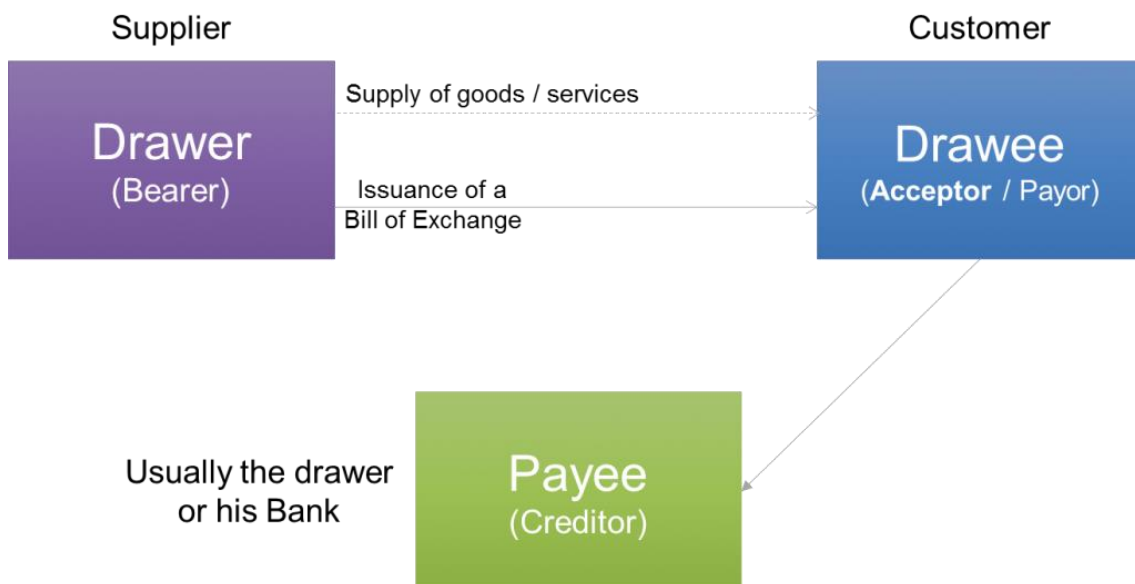 Supplier
Customer
Drawer
(Bearer)
Supply of goods / services
Issuance of a
Bill of Exchange
Drawee
(Acceptor / Payor)
Usually the drawer
or his Bank
Payee
(Creditor)